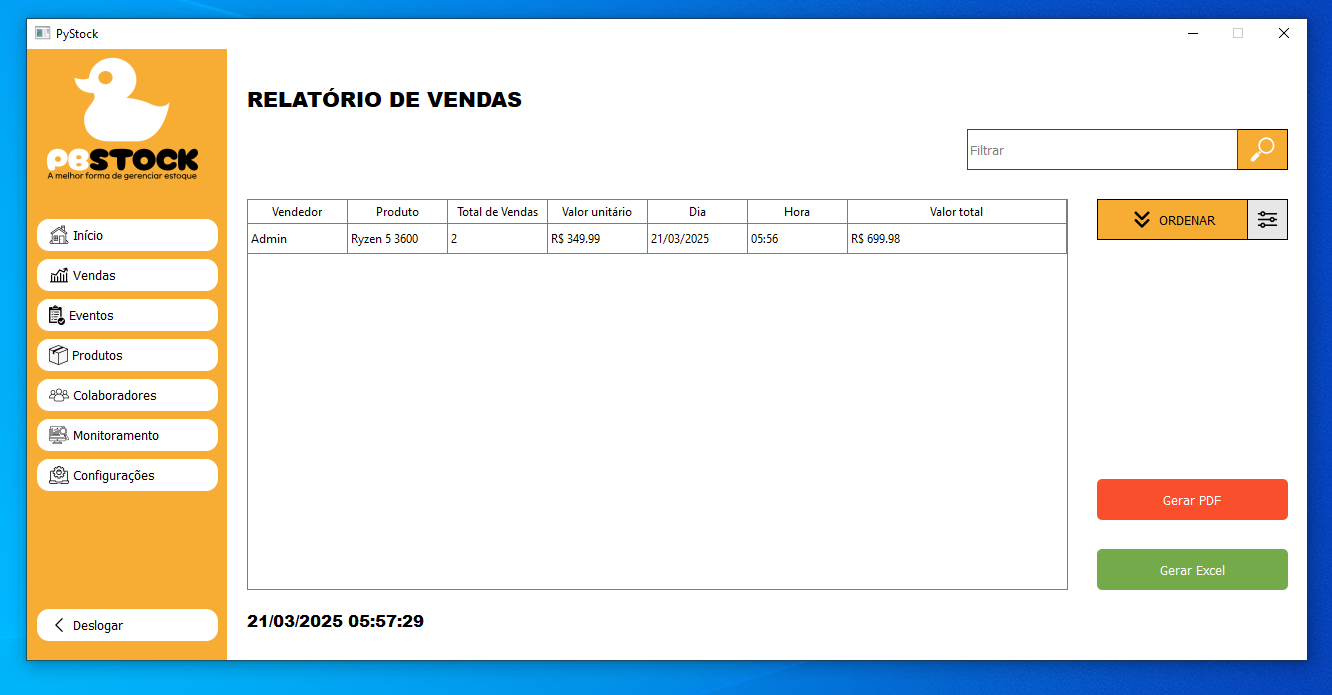 PyStock
PBSTOCK
A melhor forma de gerenciar estoque
Início
Vendas
Eventos
Produtos
Colaboradores
Monitoramento
Configurações
Deslogar
RELATÓRIO DE VENDAS
Filtrar
Vendedor Produto Total de Vendas Valor unitário Dia Hora Valor total
Admin Ryzen 5 3600 2 R$ 349.99 21/03/2025 05:56 R$ 699.98
ORDENAR
Gerar PDF
Gerar Excel
21/03/2025 05:57:29